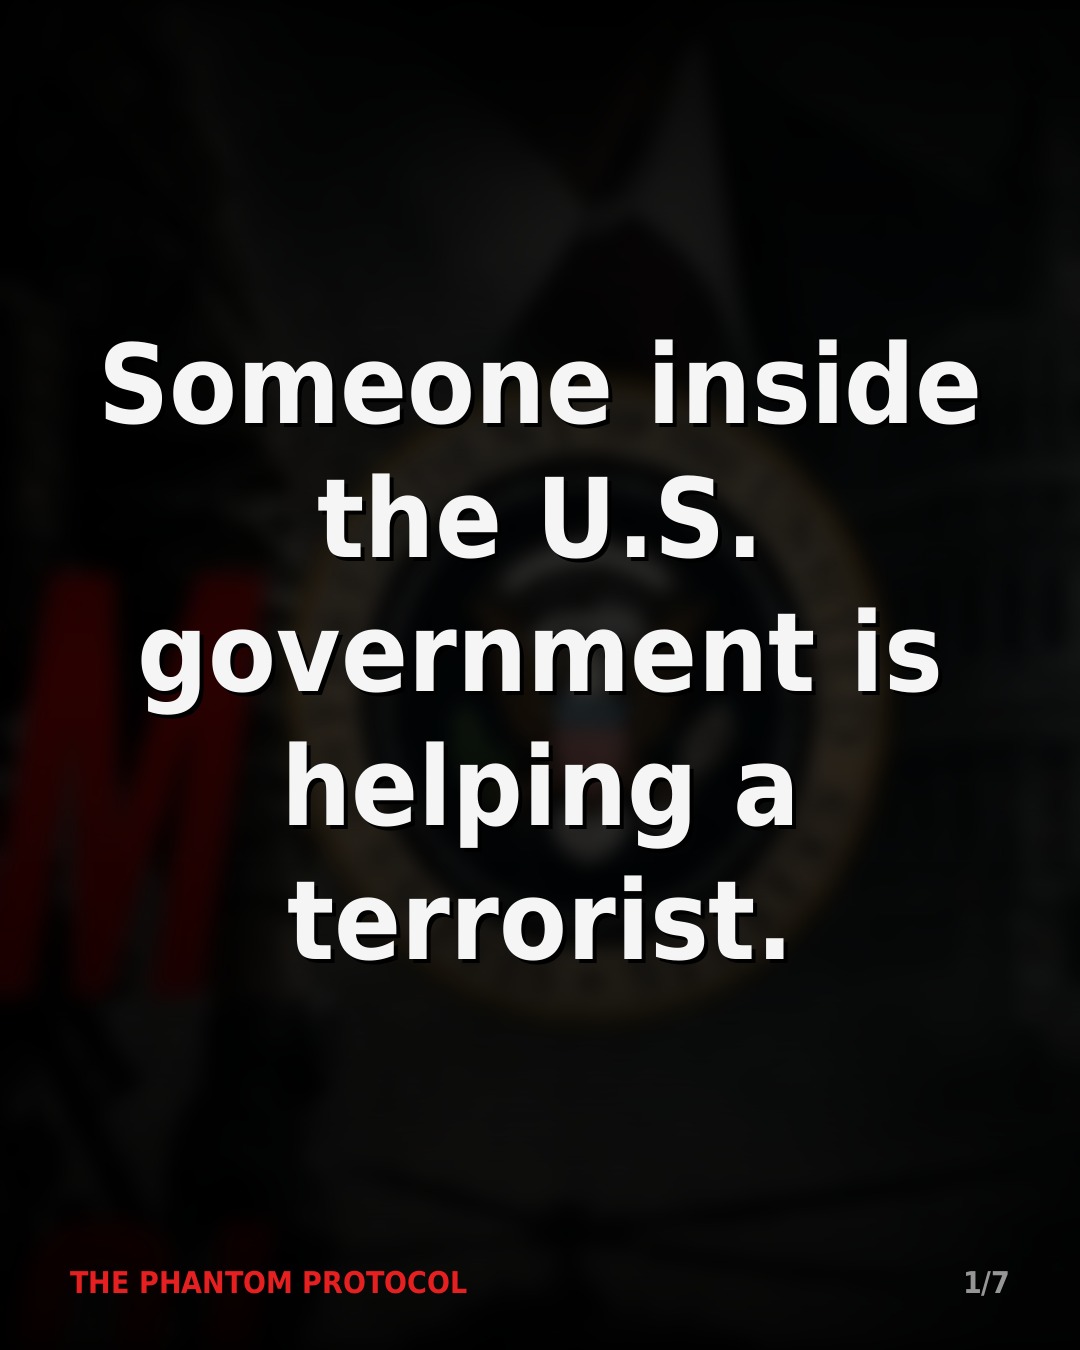 Someone inside
the U.S.
government is
helping a
terrorist.
THE PHANTOM PROTOCOL
1/7